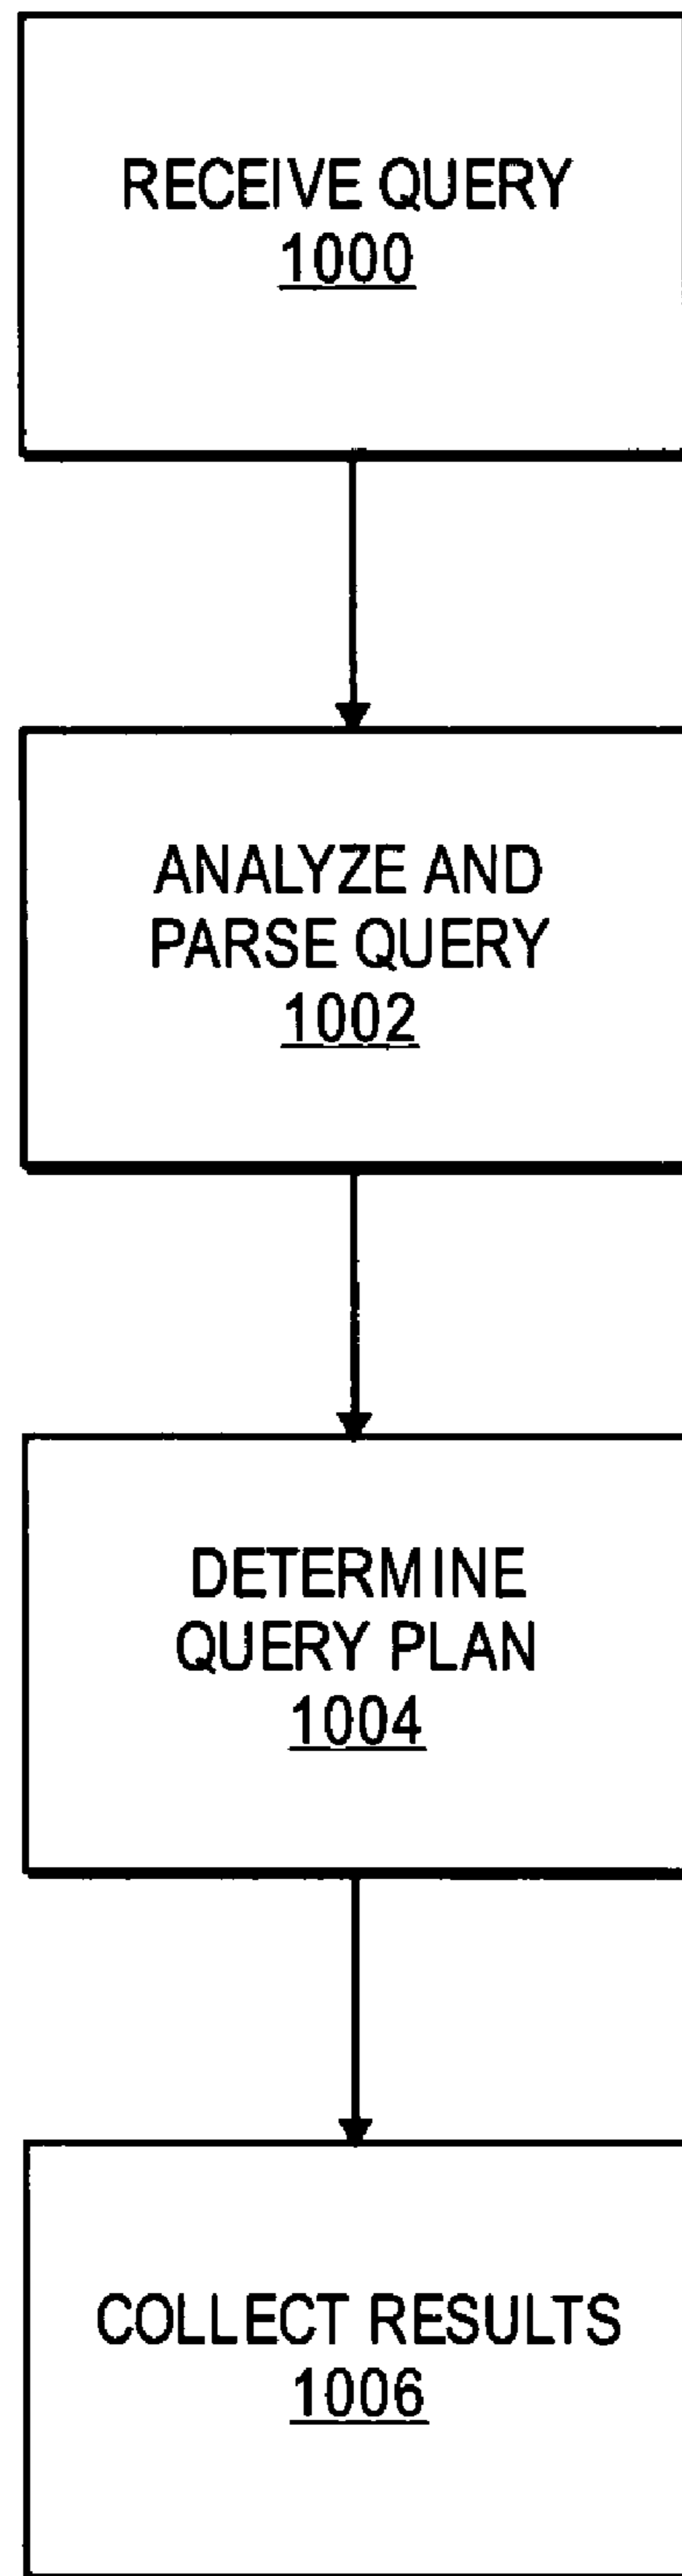 RECEIVE QUERY
1000
ANALYZE AND
PARSE QUERY
1002
DETERMINE
QUERY PLAN
1004
COLLECT RESULTS
1006